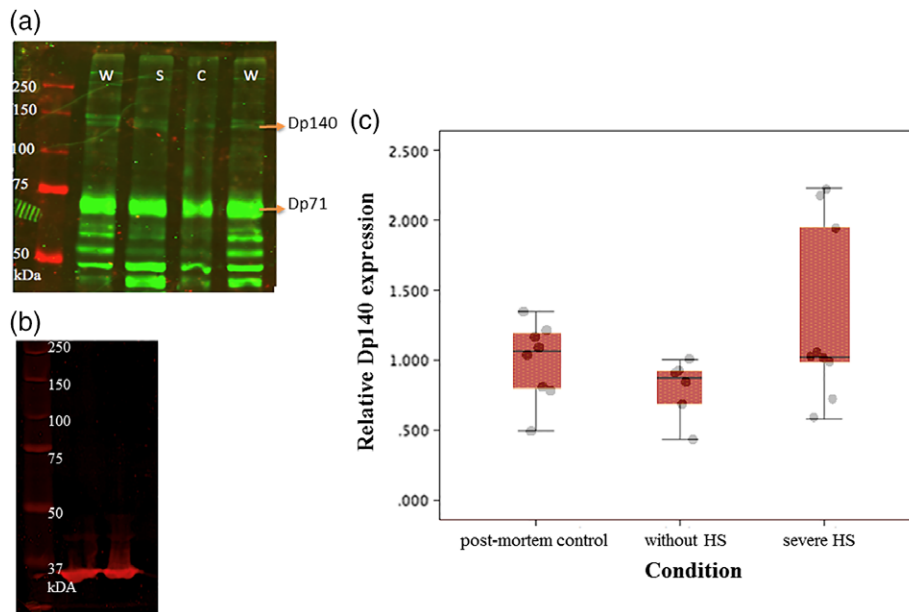 (a)
W S C W
250
150
100
75
50
kDa
Dp140
Dp71
(b)
250
150
100
75
50
37
kDA
(c)
Relative Dp140 expression
2.500
2.000
1.500
1.000
.500
.000
post-mortem control without HS severe HS
Condition